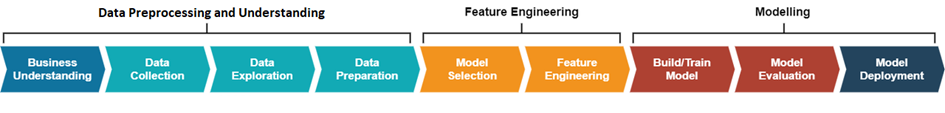 Data Preprocessing and Understanding
Feature Engineering
Modelling
Business
Understanding
Data
Collection
Data
Exploration
Data
Preparation
Model
Selection
Feature
Engineering
Build/Train
Model
Model
Evaluation
Model
Deployment